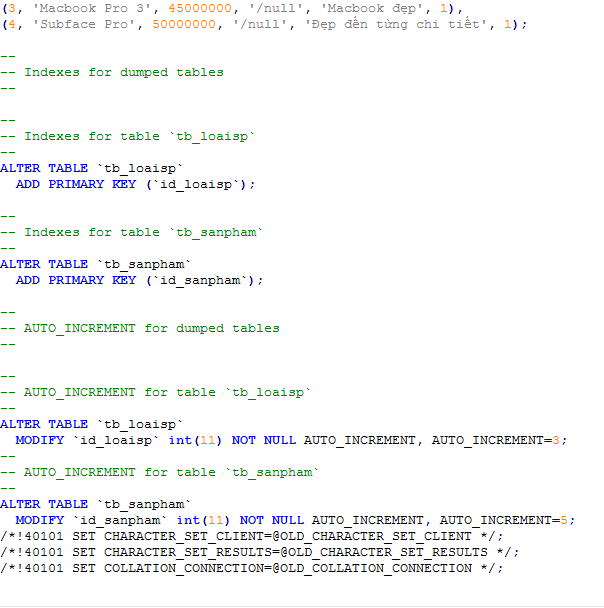 (3, 'Macbook Pro 3', 45000000, '/null', 'Macbook đẹp', 1),
(4, 'Subface Pro', 50000000, '/null', 'Đẹp đến từng chi tiết', 1);
--
-- Indexes for dumped tables
--
--
-- Indexes for table `tb_loaisp`
--
ALTER TABLE `tb_loaisp`
ADD PRIMARY KEY (`id_loaisp`);
--
-- Indexes for table `tb_sanpham`
--
ALTER TABLE `tb_sanpham`
ADD PRIMARY KEY (`id_sanpham`);
--
-- AUTO_INCREMENT for dumped tables
--
--
-- AUTO_INCREMENT for table `tb_loaisp`
--
ALTER TABLE `tb_loaisp`
MODIFY `id_loaisp` int(11) NOT NULL AUTO_INCREMENT, AUTO_INCREMENT=3;
--
-- AUTO_INCREMENT for table `tb_sanpham`
--
ALTER TABLE `tb_sanpham`
MODIFY `id_sanpham` int(11) NOT NULL AUTO_INCREMENT, AUTO_INCREMENT=5;
/*!40101 SET CHARACTER_SET_CLIENT=@OLD_CHARACTER_SET_CLIENT */;
/*!40101 SET CHARACTER_SET_RESULTS=@OLD_CHARACTER_SET_RESULTS */;
/*!40101 SET COLLATION_CONNECTION=@OLD_COLLATION_CONNECTION */;